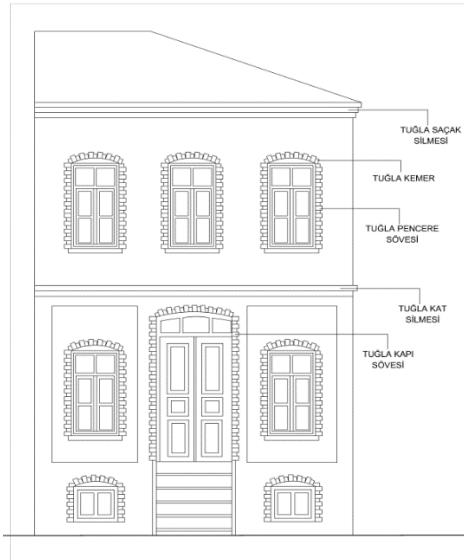 TUĞLA SAÇAK
SİLMESİ
TUĞLA KEMER
TUĞLA PENCERE
SÖVESİ
TUĞLA KAT
SİLMESİ
TUĞLA KAPI
SÖVESİ